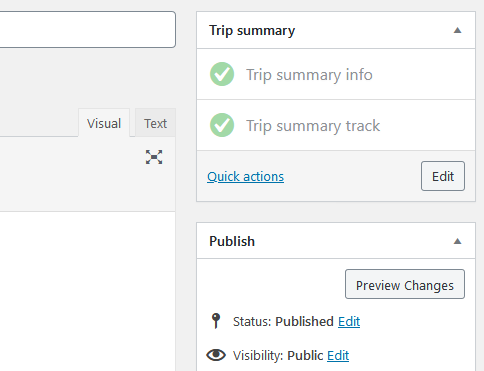 Trip summary
Trip summary info
Visual Text
Trip summary track
Quick actions Edit
Publish
Preview Changes
Status: Published Edit
Visibility: Public Edit